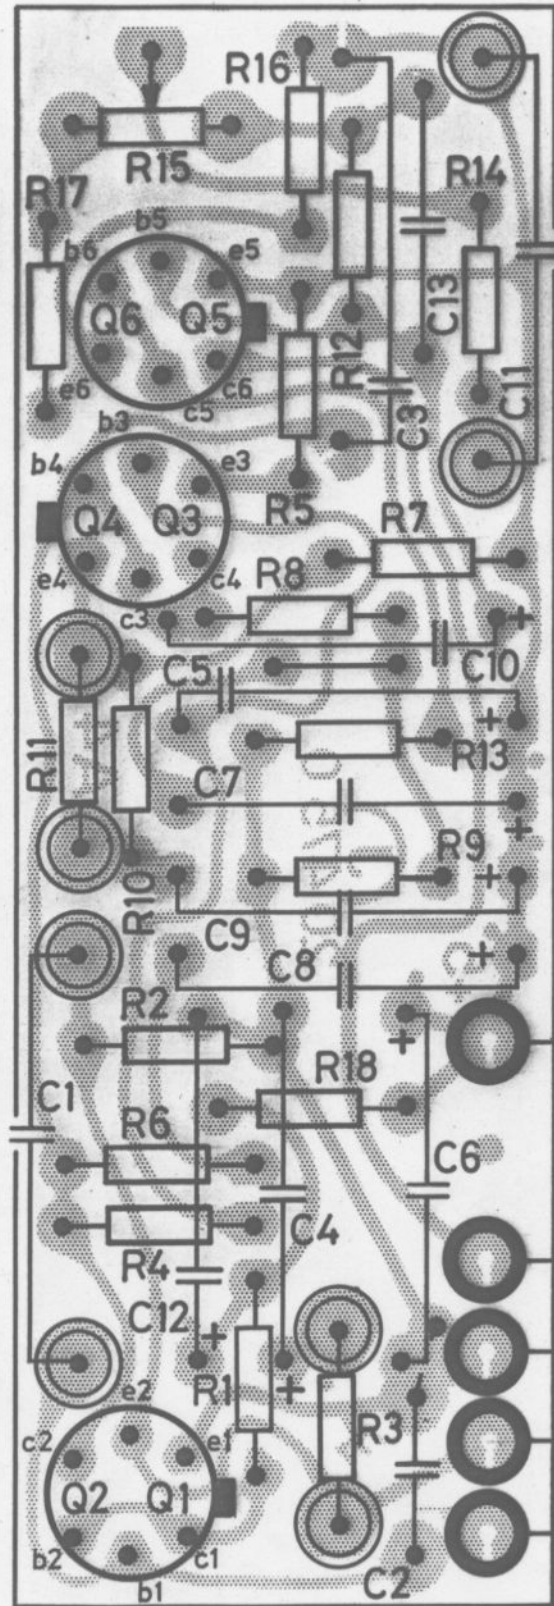 R16
R15
R14
R17
b5
b6
e5
Q6
Q5
R12
C13
C11
e6
c6
c5
C3
b3
b4
e3
Q4
Q3
R5
R7
e4
c4
c3
R8
+
C5
C10
R11
+
R13
C7
+
R9
+
R10
C9
C8
+
R2
+
C1
R18
R6
C6
C4
R4
C12
+
R1
+
e2
c2
e1
R3
Q2
Q1
b2
c1
b1
C2